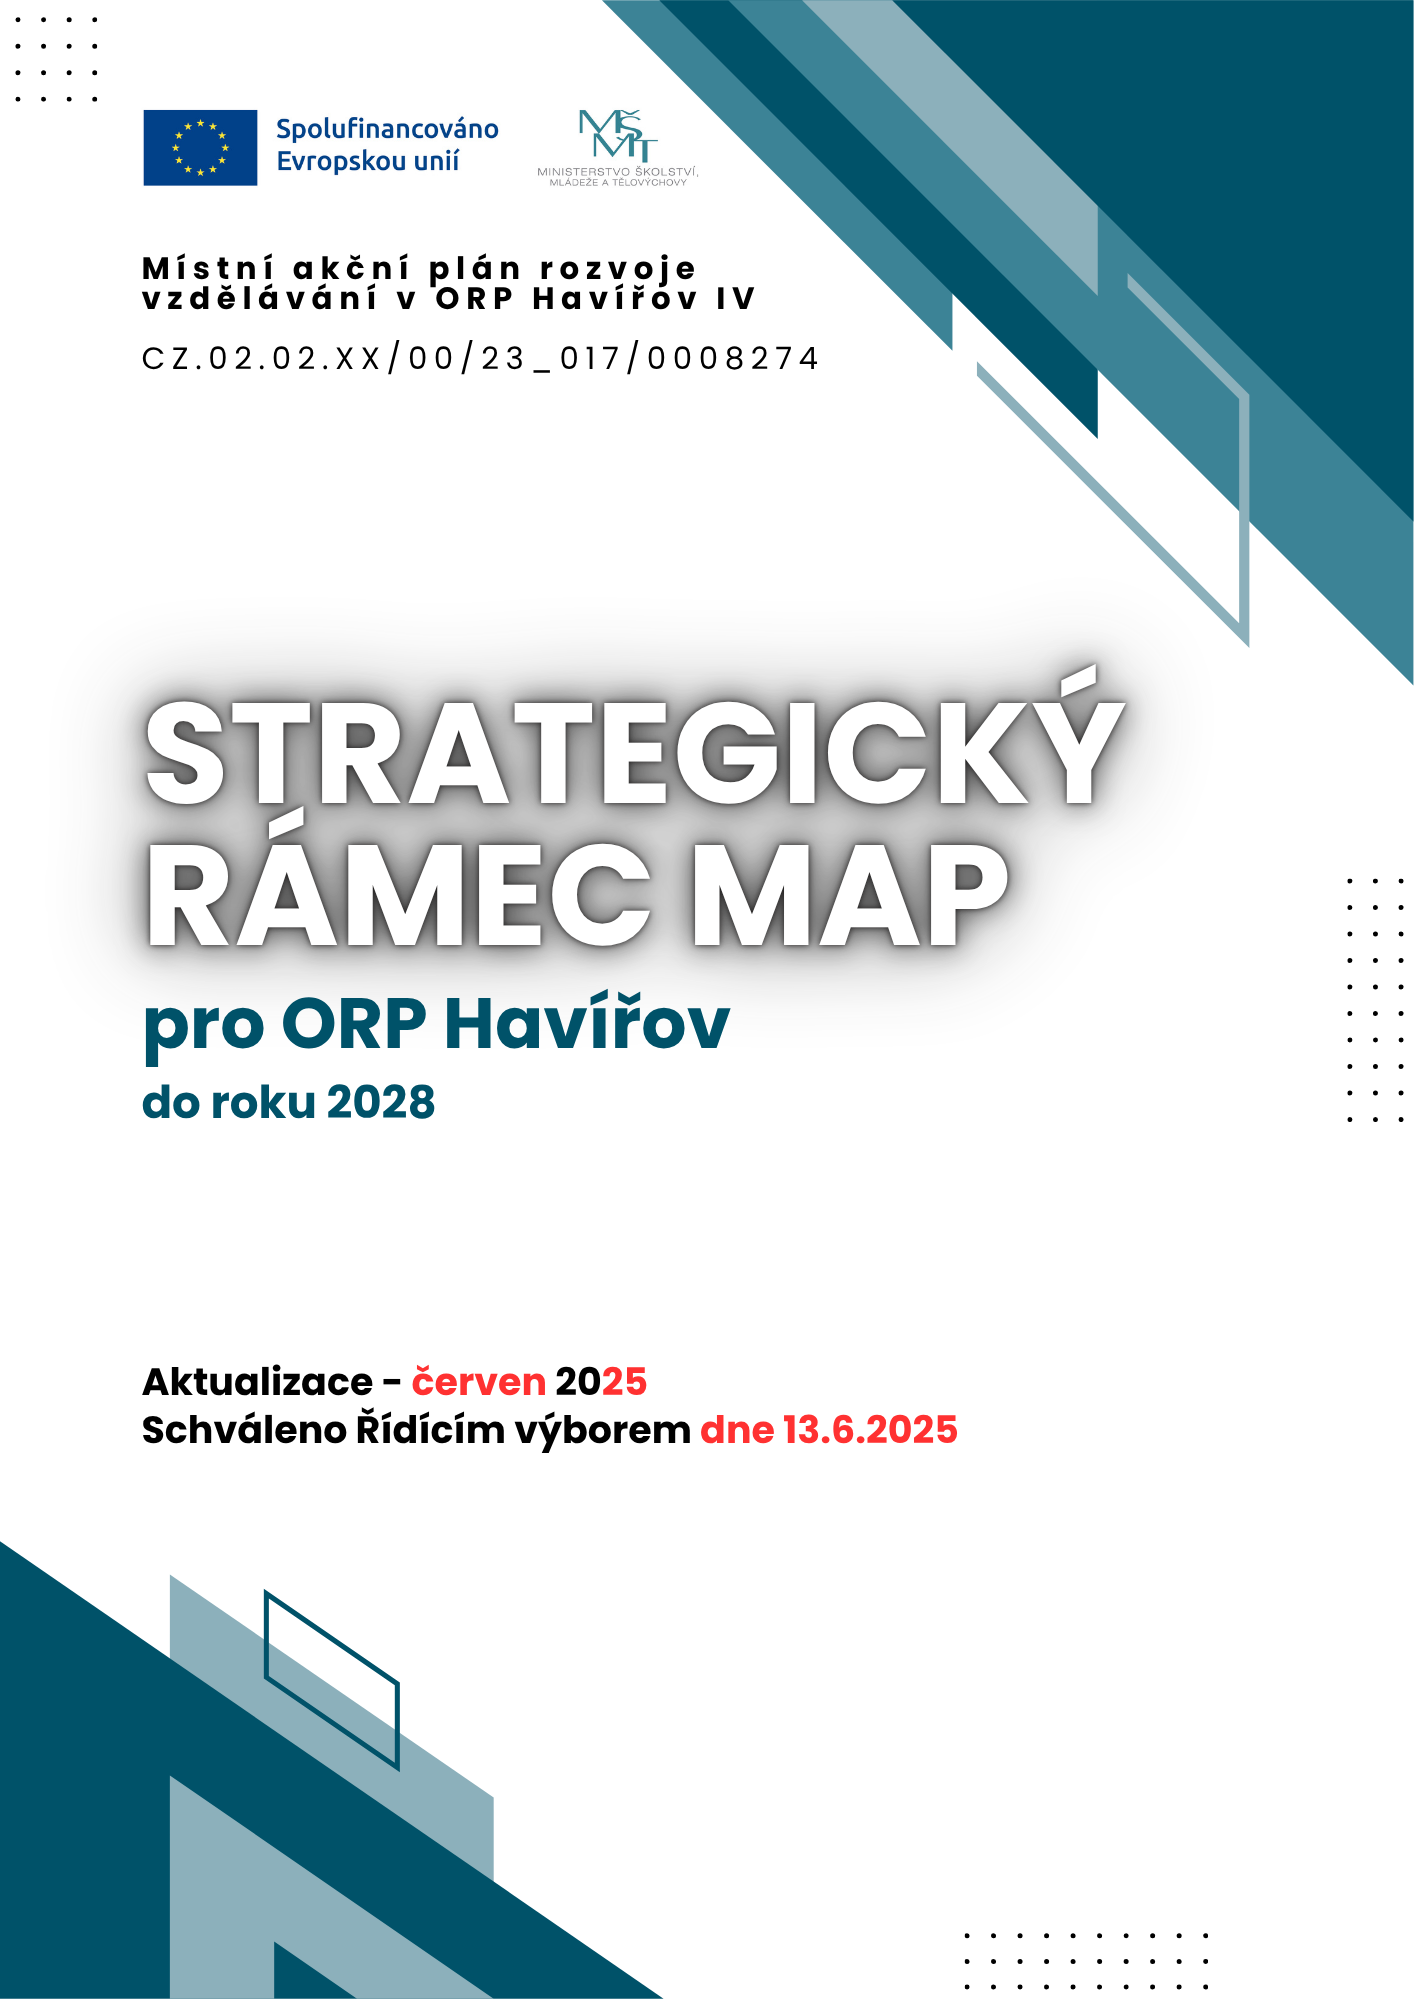 Spolufinancováno
Evropskou unií
MŠMT
MINISTERSTVO ŠKOLSTVÍ,
MLÁDEŽE A TĚLOVÝCHOVY
Místní akční plán rozvoje
vzdělávání v ORP Havířov IV
CZ.02.02.XX/00/23_017/0008274
STRATEGICKÝ
RÁMEC MAP
pro ORP Havířov
do roku 2028
Aktualizace - červen 2025
Schváleno Řídícím výborem dne 13.6.2025